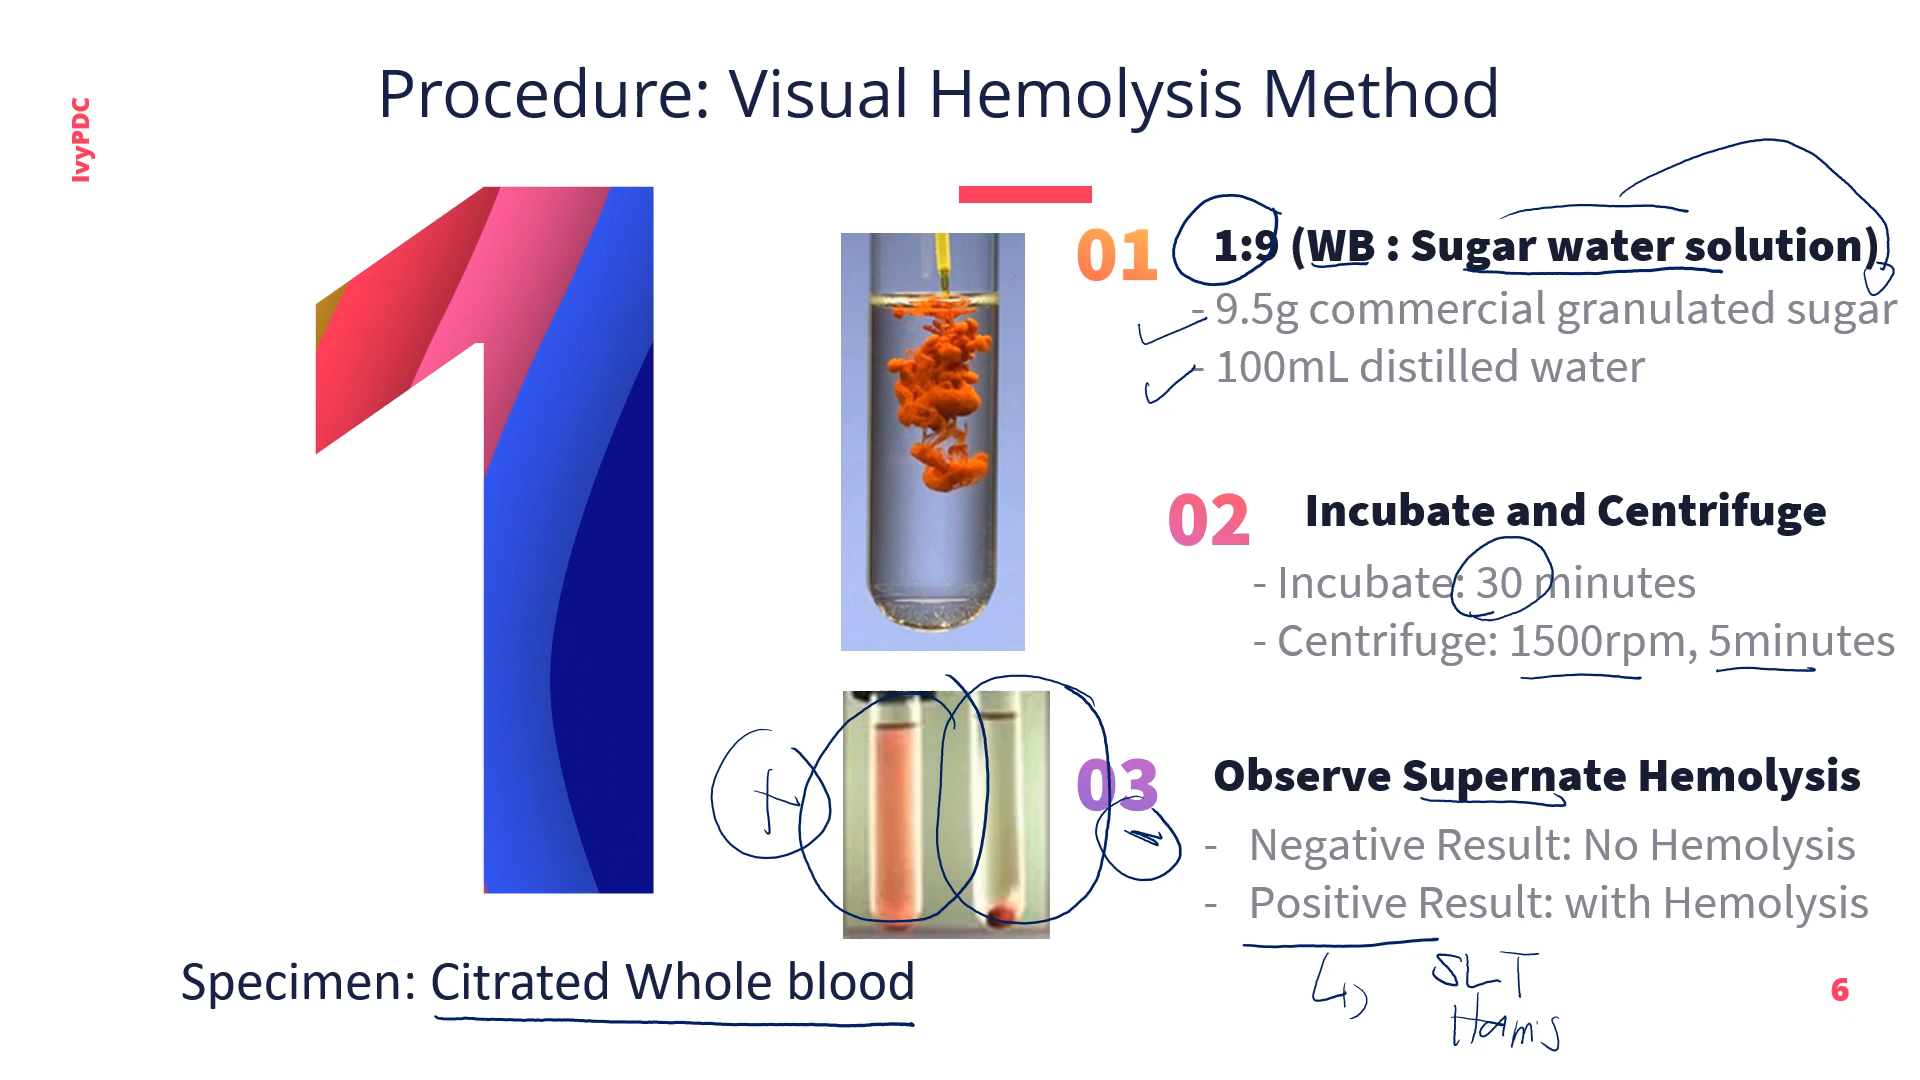 IvyPDC
Procedure: Visual Hemolysis Method
01
1:9 (WB : Sugar water solution)
- 9.5g commercial granulated sugar
- 100mL distilled water
02
Incubate and Centrifuge
- Incubate: 30 minutes
- Centrifuge: 1500rpm, 5minutes
+
-
03
Observe Supernate Hemolysis
- Negative Result: No Hemolysis
- Positive Result: with Hemolysis
SLT
Ham's
Specimen: Citrated Whole blood
6